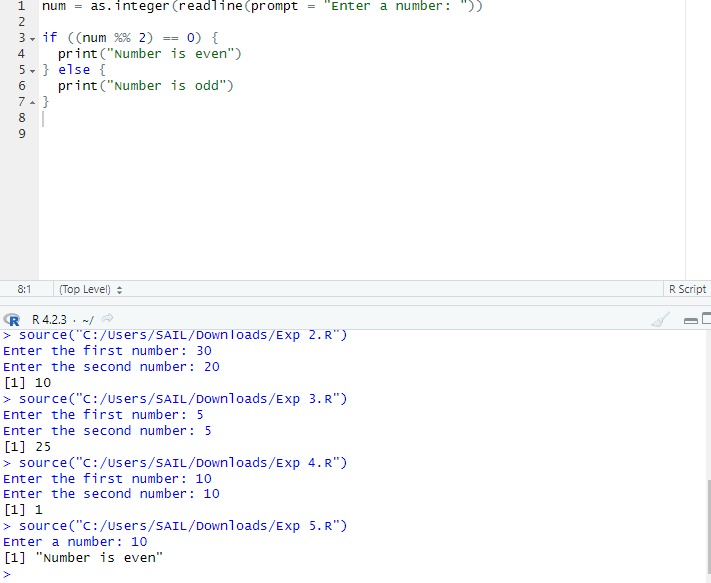 1 num = as.integer(readline(prompt = "Enter a number: "))
2
3 if ((num %% 2) == 0) {
4 print("Number is even")
5 } else {
6 print("Number is odd")
7 }
8
9
8:1 (Top Level) R Script
R R 4.2.3 · ~/
> source("C:/Users/SAIL/Downloads/Exp 2.R")
Enter the first number: 30
Enter the second number: 20
[1] 10
> source("C:/Users/SAIL/Downloads/Exp 3.R")
Enter the first number: 5
Enter the second number: 5
[1] 25
> source("C:/Users/SAIL/Downloads/Exp 4.R")
Enter the first number: 10
Enter the second number: 10
[1] 1
> source("C:/Users/SAIL/Downloads/Exp 5.R")
Enter a number: 10
[1] "Number is even"
>